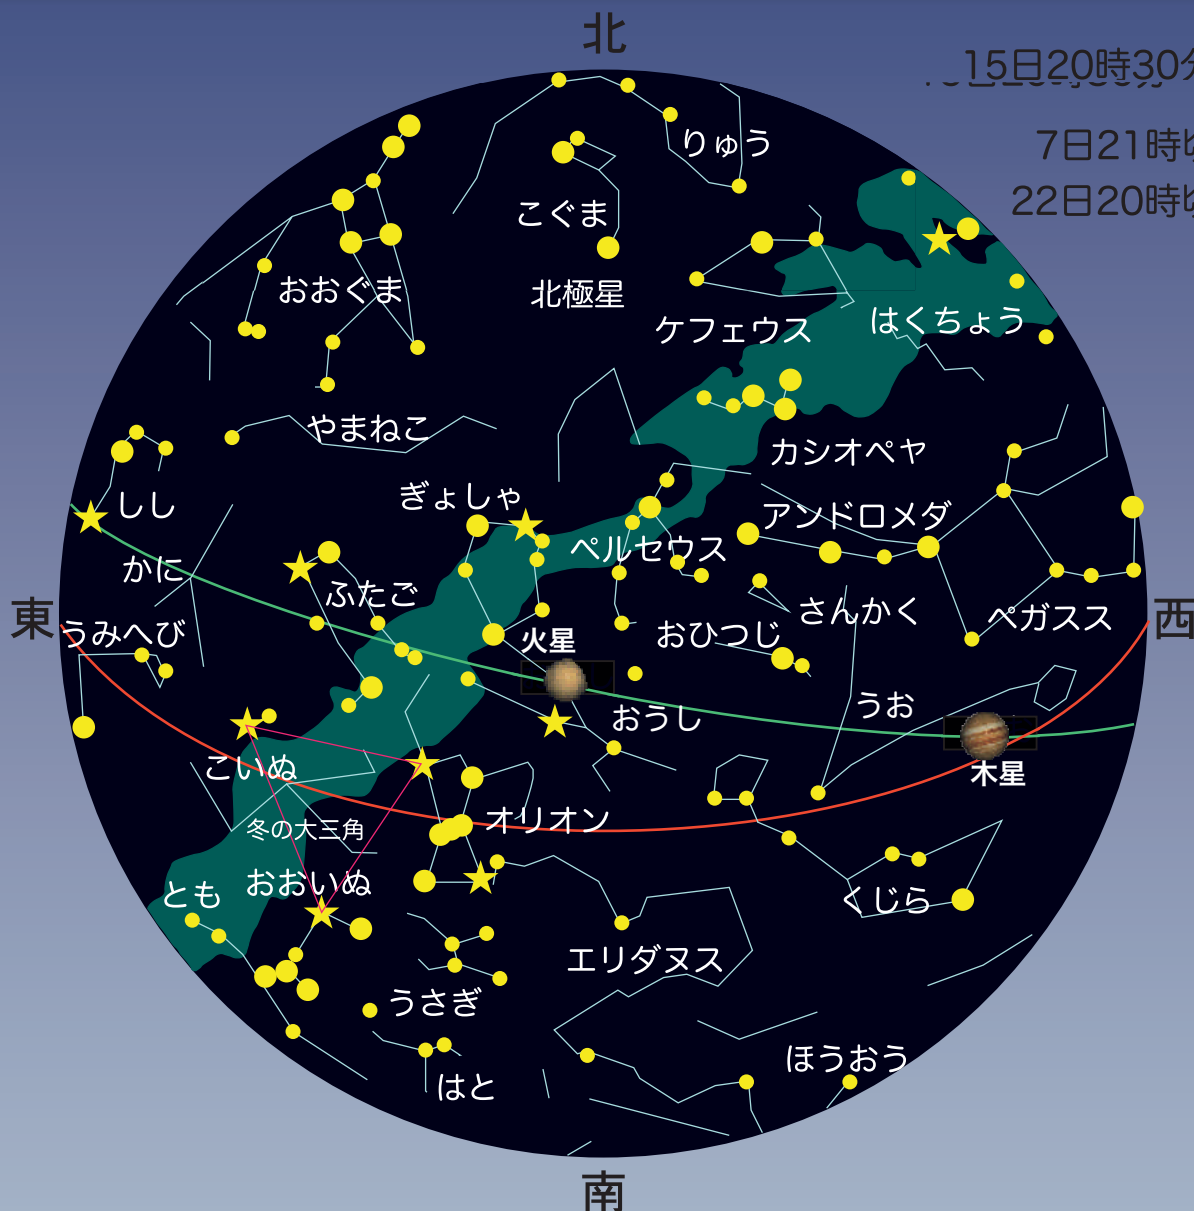 北
15日20時30分
7日21時
22日20時
りゅう
こぐま
おおぐま
北極星
ケフェウス
はくちょう
やまねこ
カシオペヤ
しし
ぎょしゃ
アンドロメダ
ペルセウス
かに
ふたご
さんかく
ペガスス
東
うみへび
火星
おひつじ
西
おうし
うお
こいぬ
木星
冬の大三角
オリオン
とも
おおいぬ
くじら
エリダヌス
うさぎ
ほうおう
はと
南